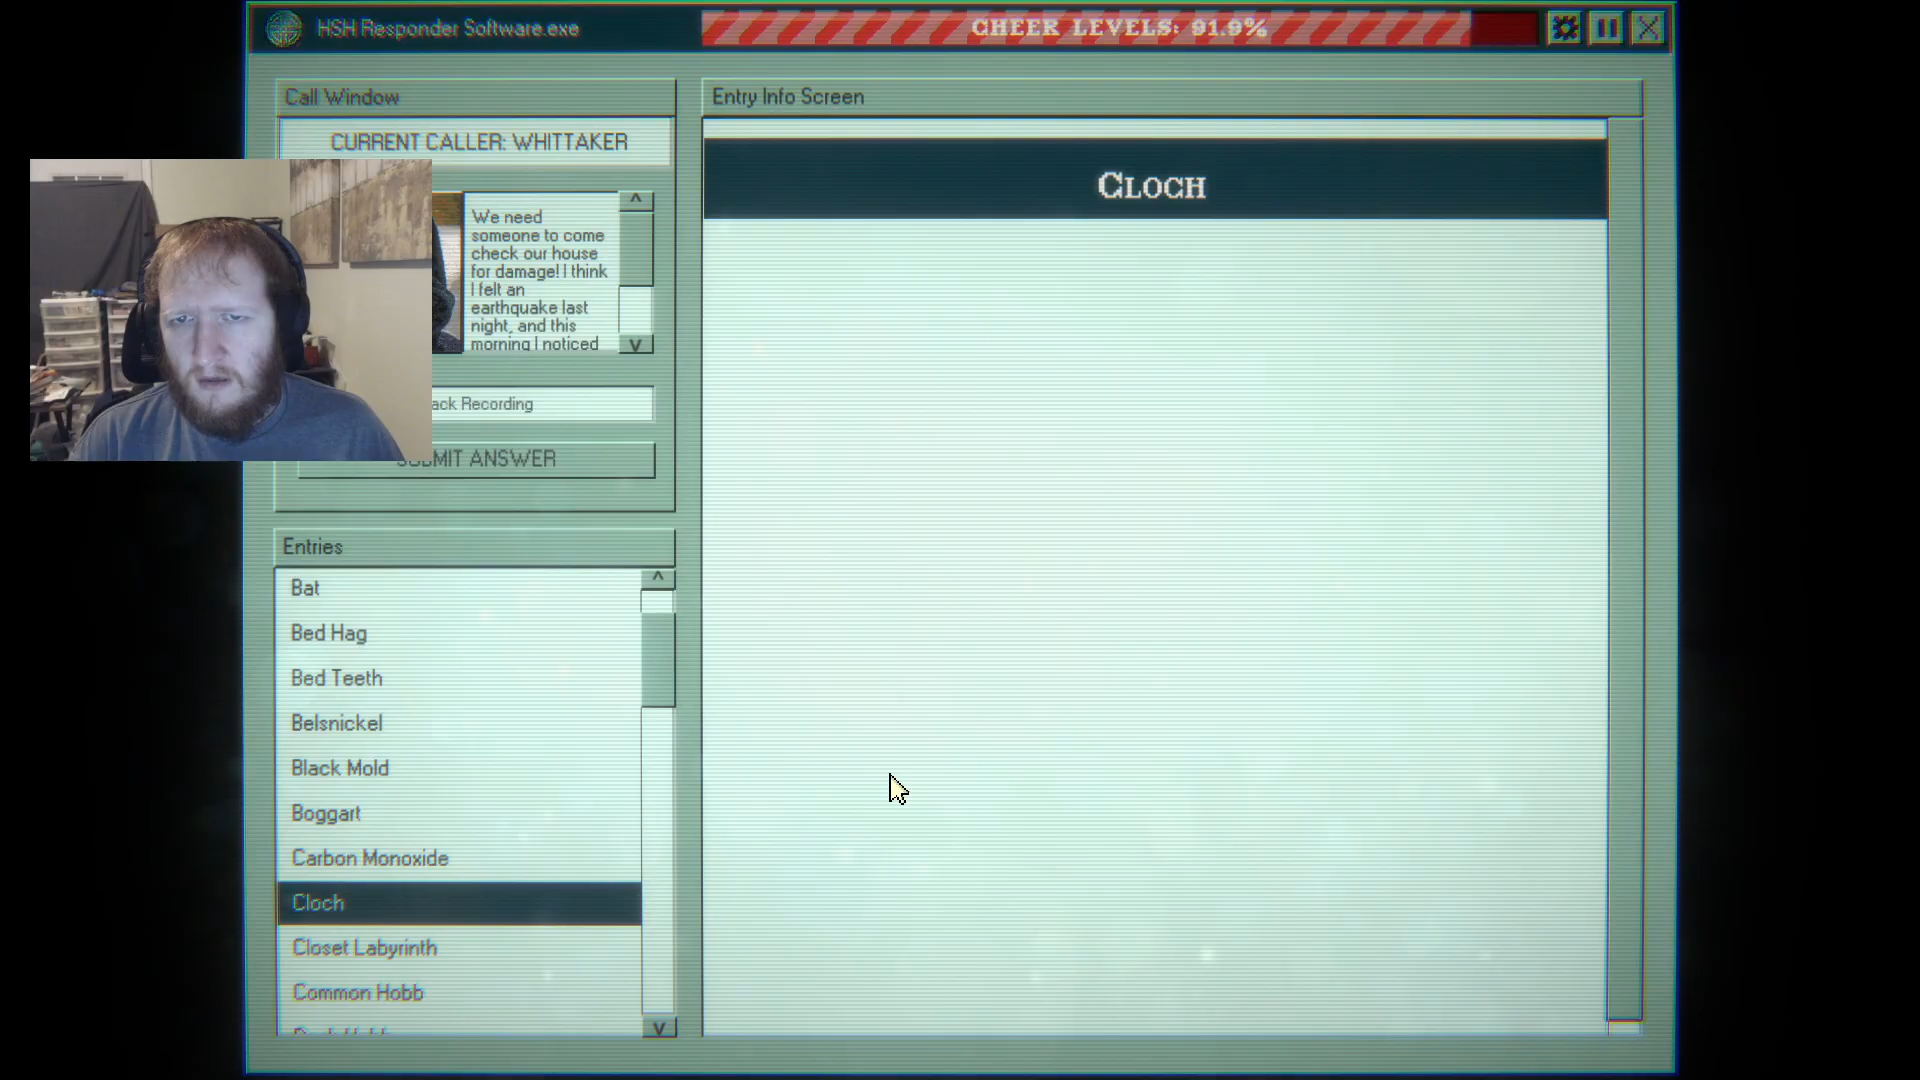 HSH Responder Software.exe
CHEER LEVELS: 91.9%
Call Window
CURRENT CALLER: WHITTAKER
We need
someone to come
check our house
for damage! I think
I felt an
earthquake last
night, and this
morning I noticed
ack Recording
SUBMIT ANSWER
Entries
Bat
Bed Hag
Bed Teeth
Belsnickel
Black Mold
Boggart
Carbon Monoxide
Cloch
Closet Labyrinth
Common Hobb
Entry Info Screen
CLOCH